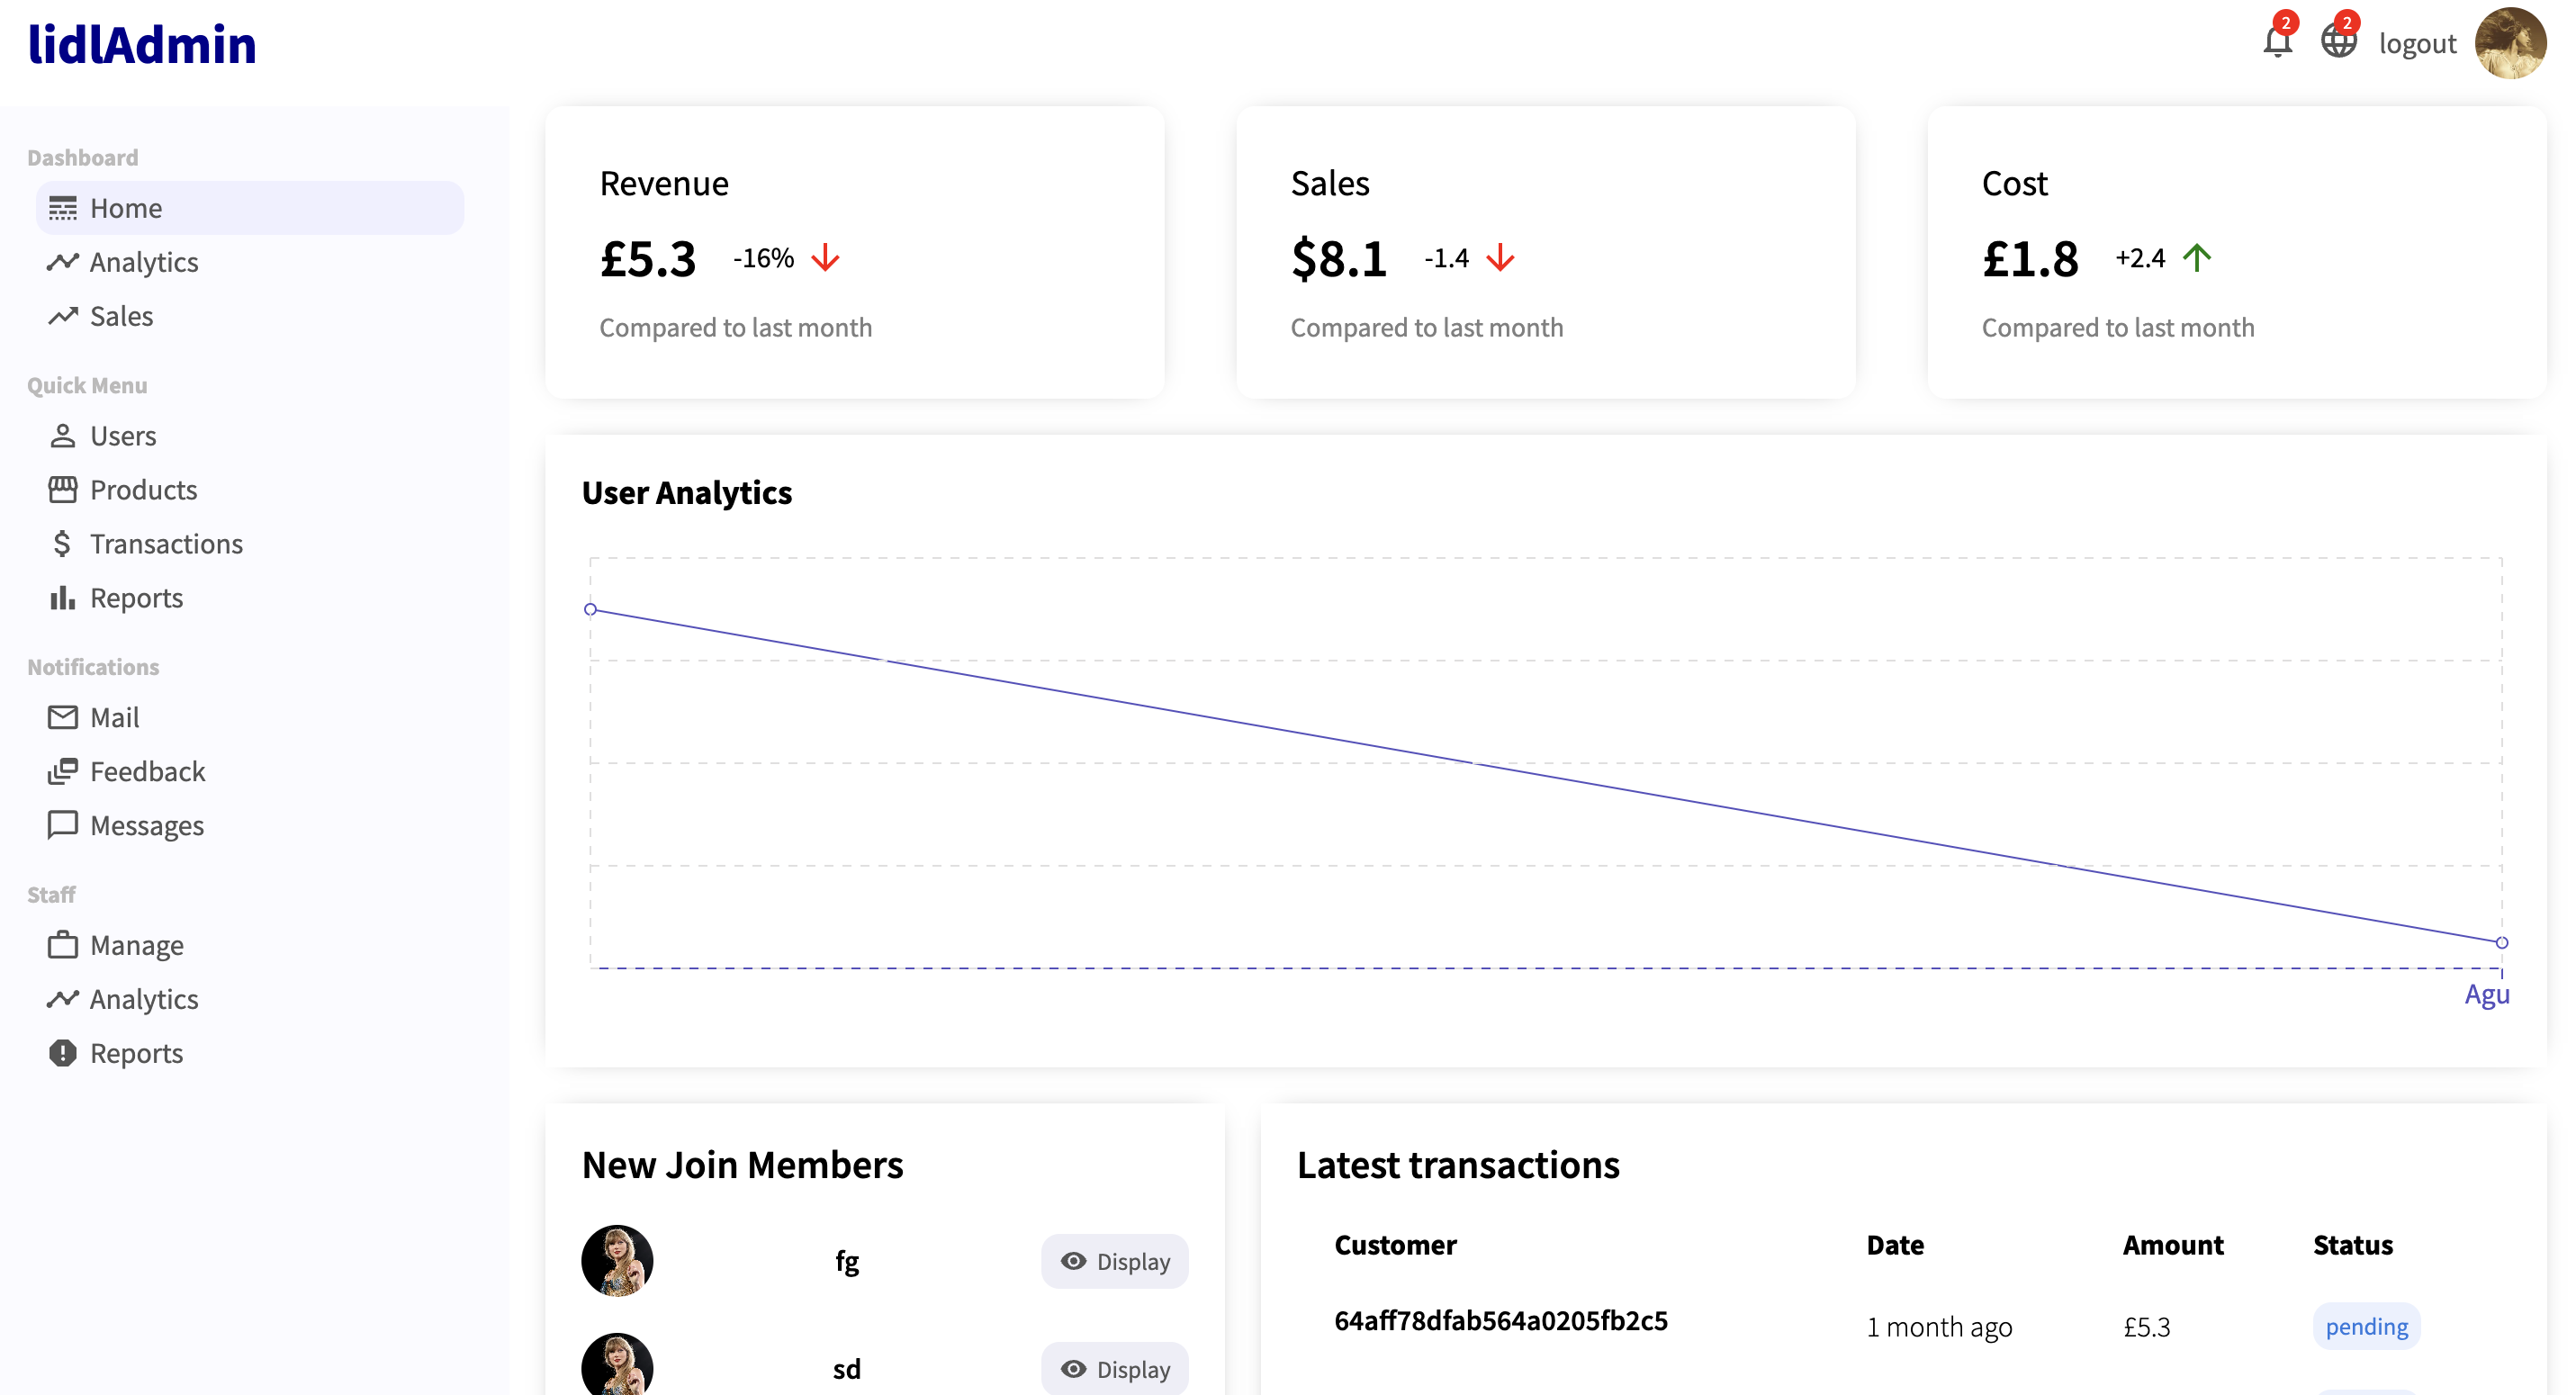 lidlAdmin
2
2
logout
Dashboard
Home
Analytics
Sales
Quick Menu
Users
Products
Transactions
Reports
Notifications
Mail
Feedback
Messages
Staff
Manage
Analytics
Reports
Revenue
£5.3 -16%
Compared to last month
Sales
$8.1 -1.4
Compared to last month
Cost
£1.8 +2.4
Compared to last month
User Analytics
Agu
New Join Members
fg Display
sd Display
Latest transactions
Customer Date Amount Status
64aff78dfab564a0205fb2c5 1 month ago £5.3 pending